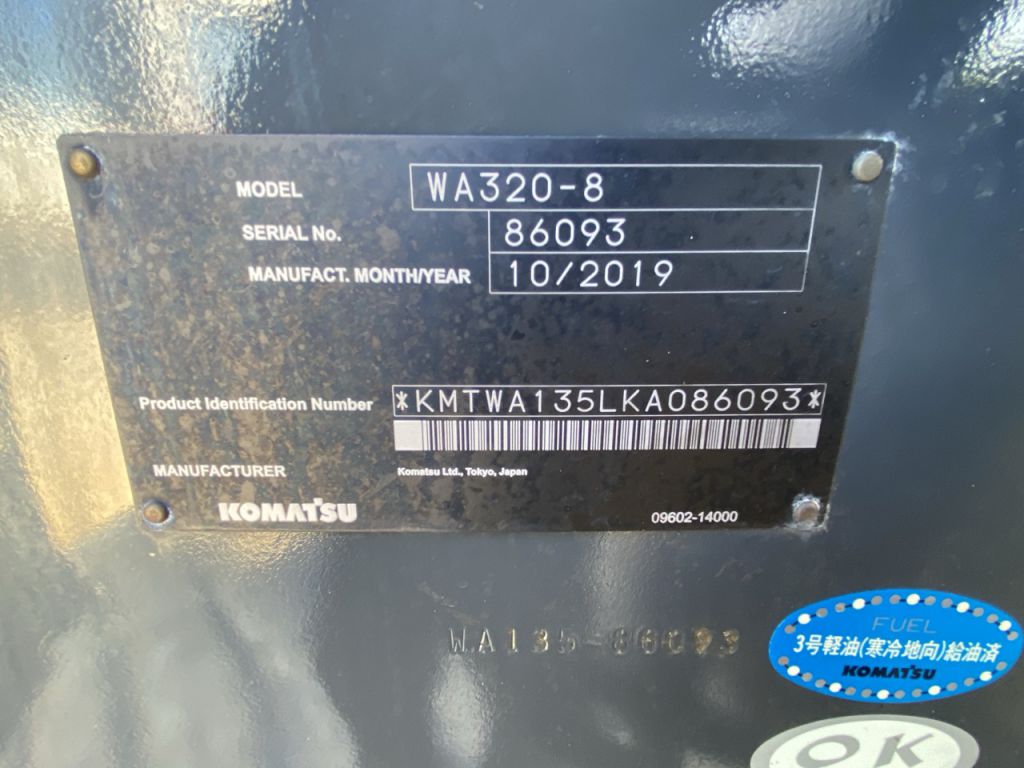 MODEL WA320-8
SERIAL No. 86093
MANUFACT. MONTH/YEAR 10/2019
Product Identification Number *KMTWA135LKA086093*
MANUFACTURER Komatsu Ltd., Tokyo, Japan
KOMATSU 09602-14000
WA135-86093
FUEL
3号軽油(寒冷地向)給油済
KOMATSU
OK